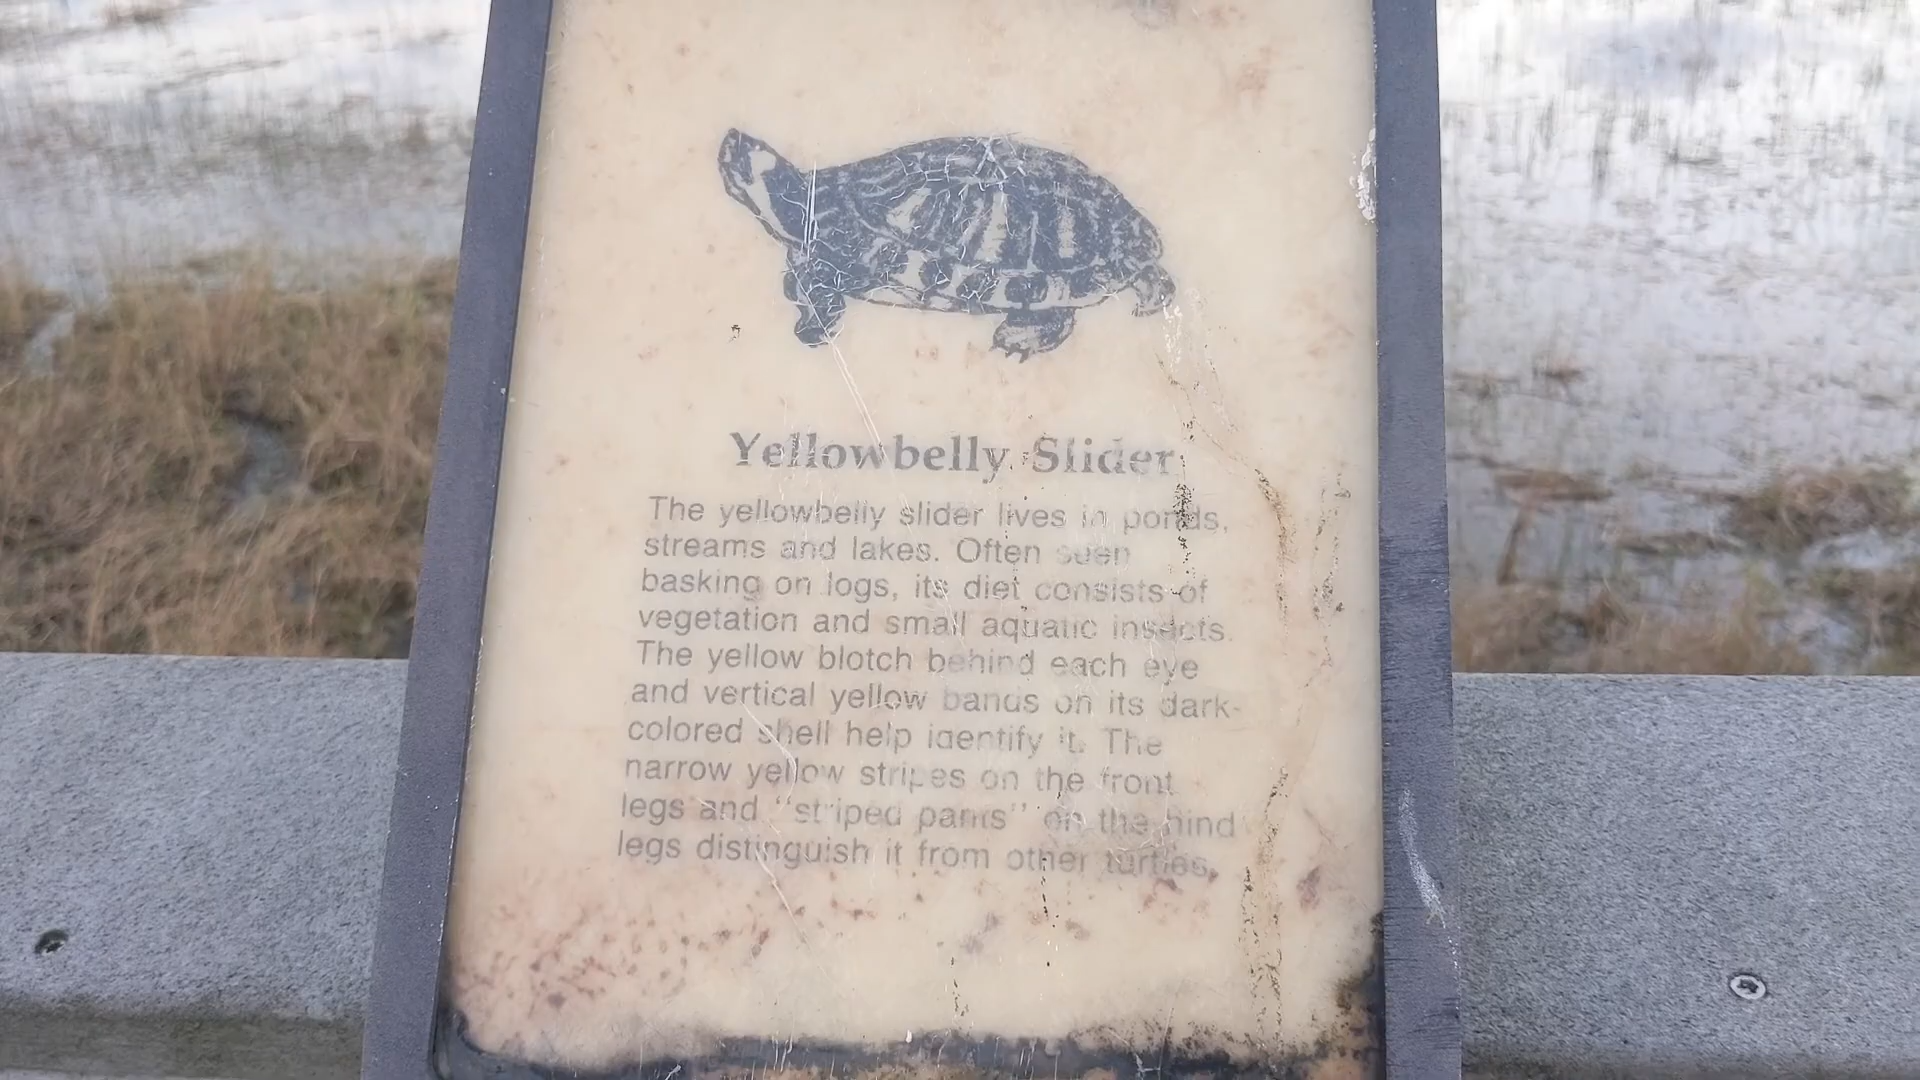 Yellowbelly Slider
The yellowbelly slider lives in ponds,
streams and lakes. Often seen
basking on logs, its diet consists of
vegetation and small aquatic insects.
The yellow blotch behind each eye
and vertical yellow bands on its dark-
colored shell help identify it. The
narrow yellow stripes on the front
legs and "striped pants" on the hind
legs distinguish it from other turtles.